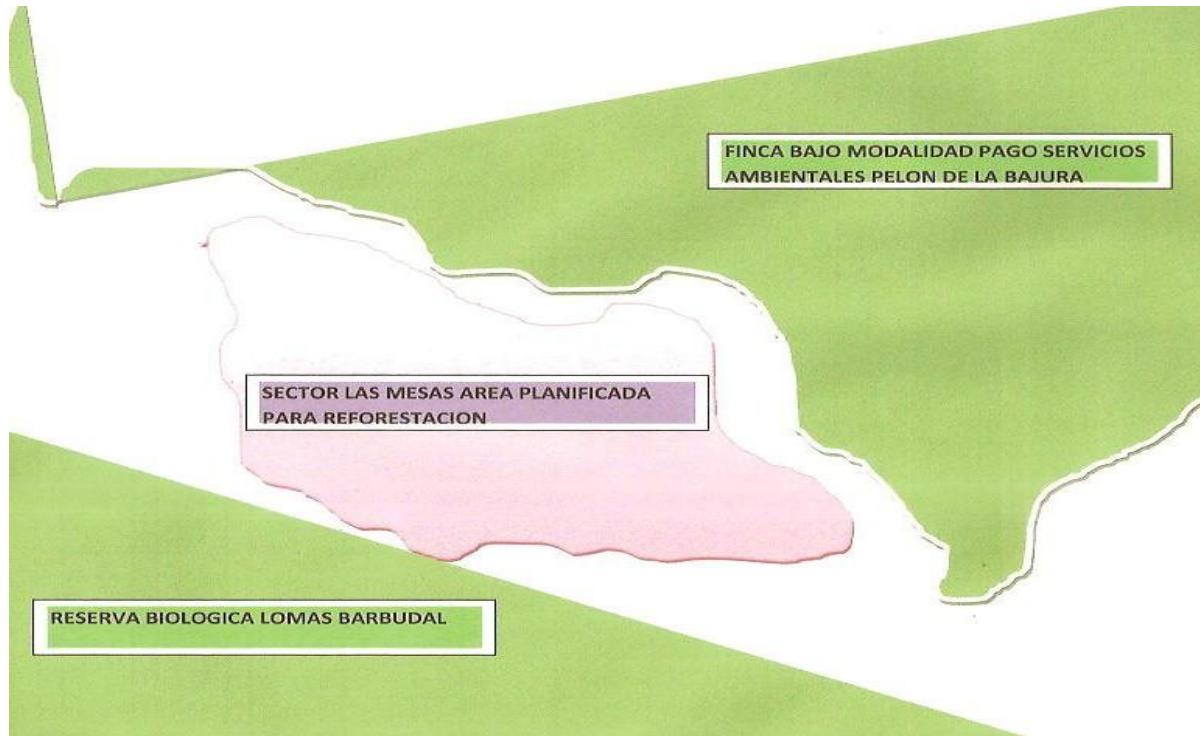 FINCA BAJO MODALIDAD PAGO SERVICIOS
AMBIENTALES PELON DE LA BAJURA
SECTOR LAS MESAS AREA PLANIFICADA
PARA REFORESTACION
RESERVA BIOLOGICA LOMAS BARBUDAL